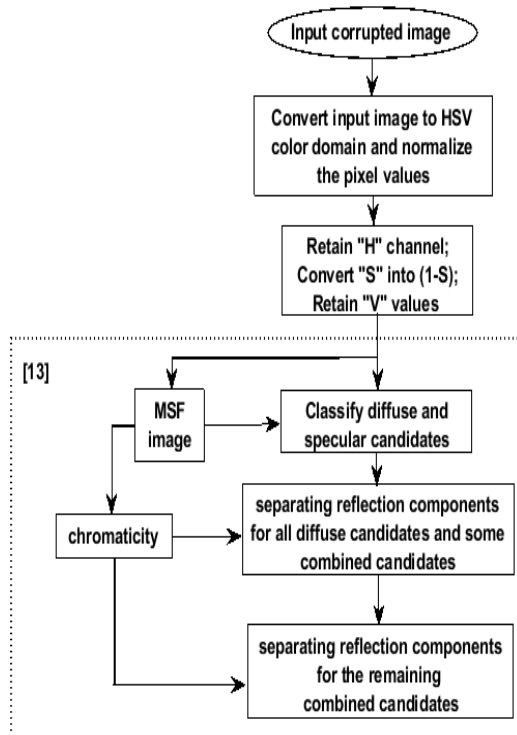 Input corrupted image
Convert input image to HSV
color domain and normalize
the pixel values
Retain "H" channel;
Convert "S" into (1-S);
Retain "V" values
[13]
MSF
image
Classify diffuse and
specular candidates
chromaticity
separating reflection components
for all diffuse candidates and some
combined candidates
separating reflection components
for the remaining
combined candidates